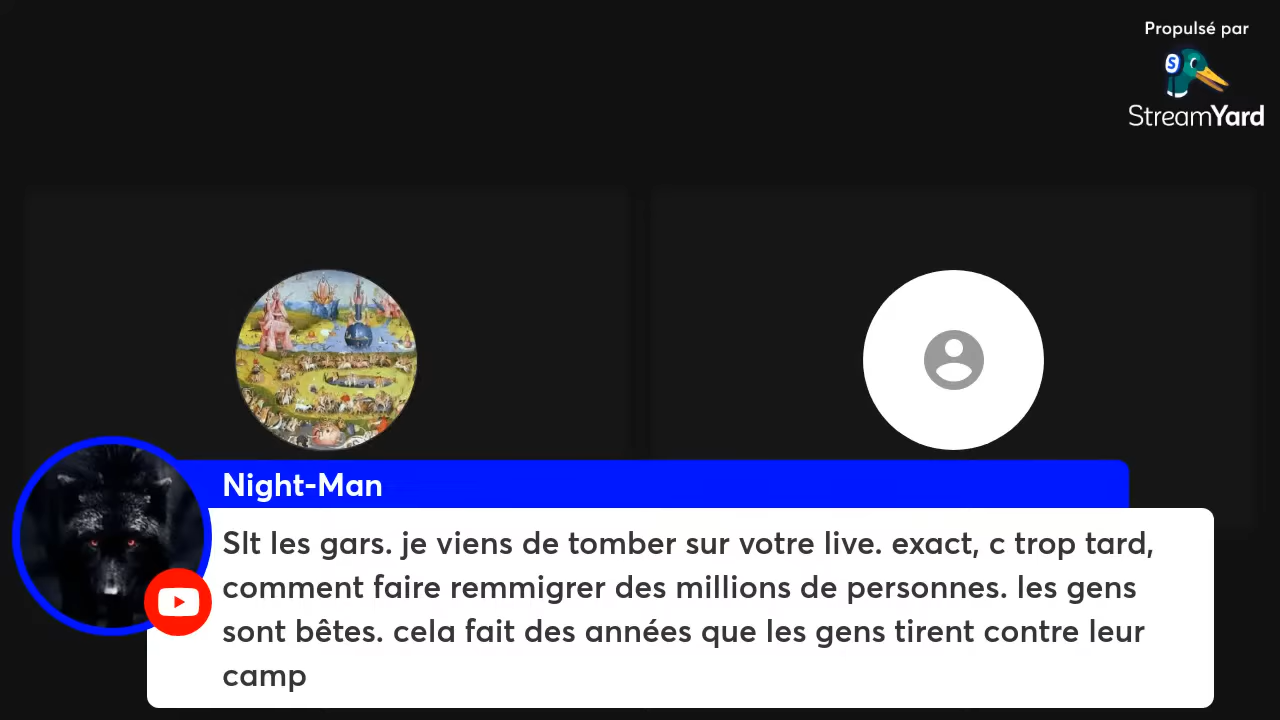 Propulsé par
StreamYard
Night-Man
Slt les gars. je viens de tomber sur votre live. exact, c trop tard,
comment faire remmigrer des millions de personnes. les gens
sont bêtes. cela fait des années que les gens tirent contre leur
camp